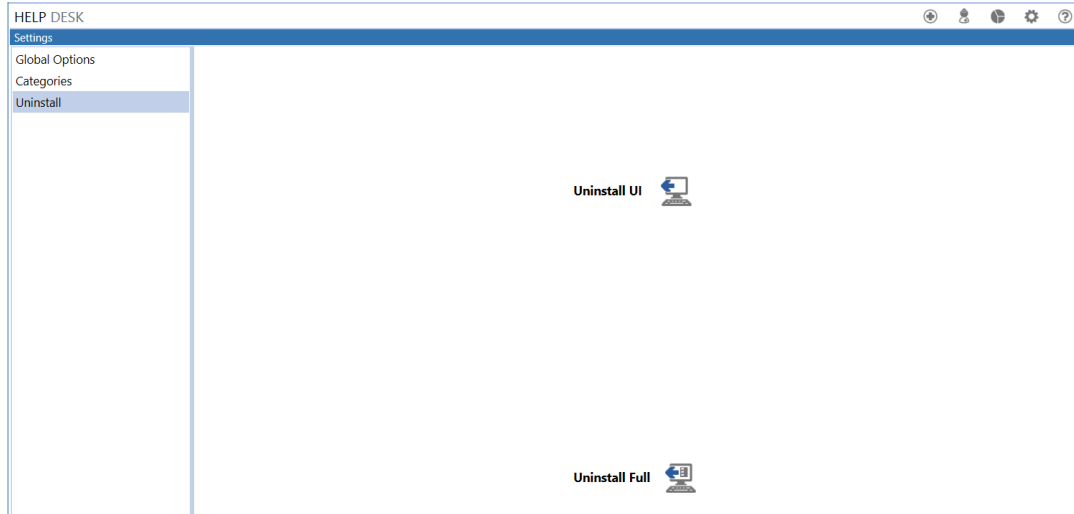 HELP DESK
Settings
Global Options
Categories
Uninstall
Uninstall UI
Uninstall Full